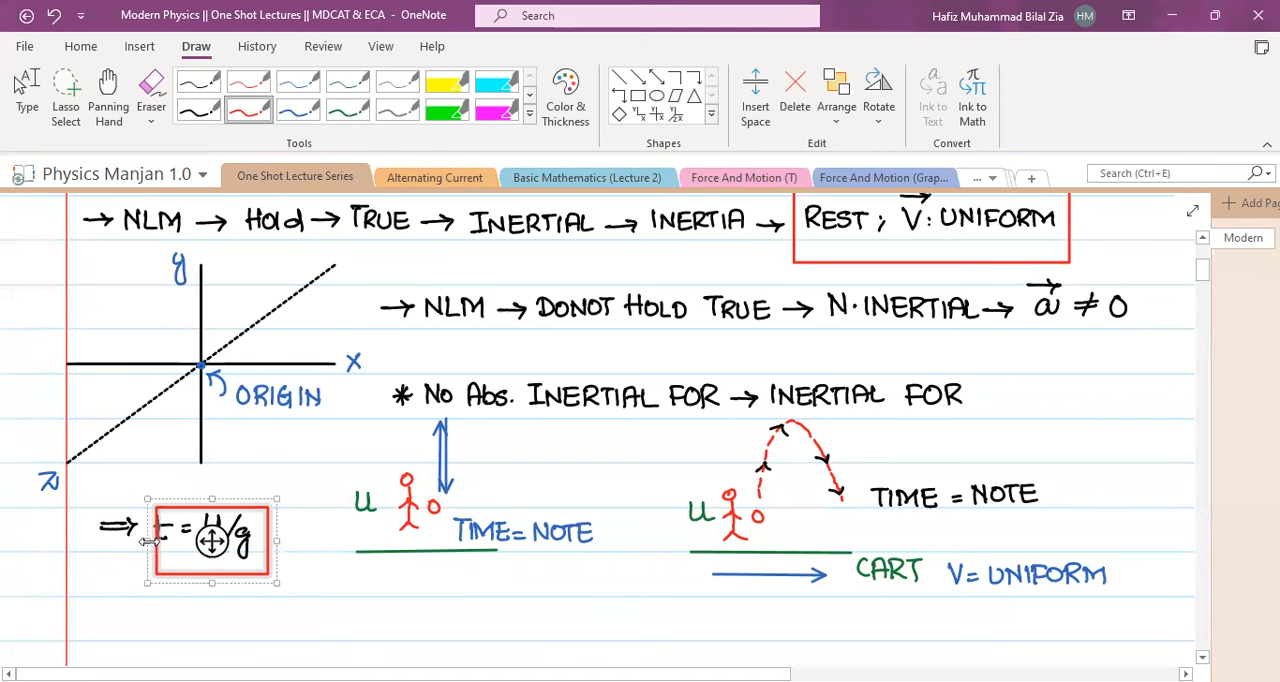 Modern Physics || One Shot Lectures || MDCAT & ECA - OneNote
Search
Hafiz Muhammad Bilal Zia
HM
File Home Insert Draw History Review View Help
Type
Lasso Select
Panning Hand
Eraser
Color & Thickness
Insert Space
Delete
Arrange
Rotate
Ink to Text
Ink to Math
Tools
Shapes
Edit
Convert
Physics Manjan 1.0
One Shot Lecture Series
Alternating Current
Basic Mathematics (Lecture 2)
Force And Motion (T)
Force And Motion (Grap...
...
Search (Ctrl+E)
Add Pag
Modern
→ NLM → Hold → TRUE → INERTIAL → INERTIA → REST ; V : UNIFORM
y
→ NLM → DO NOT HOLD TRUE → N·INERTIAL → a ≠ 0
x
ORIGIN
* No Abs. INERTIAL FOR → INERTIAL FOR
z
u
TIME = NOTE
u
TIME = NOTE
⇒ t = u/g
CART V = UNIFORM